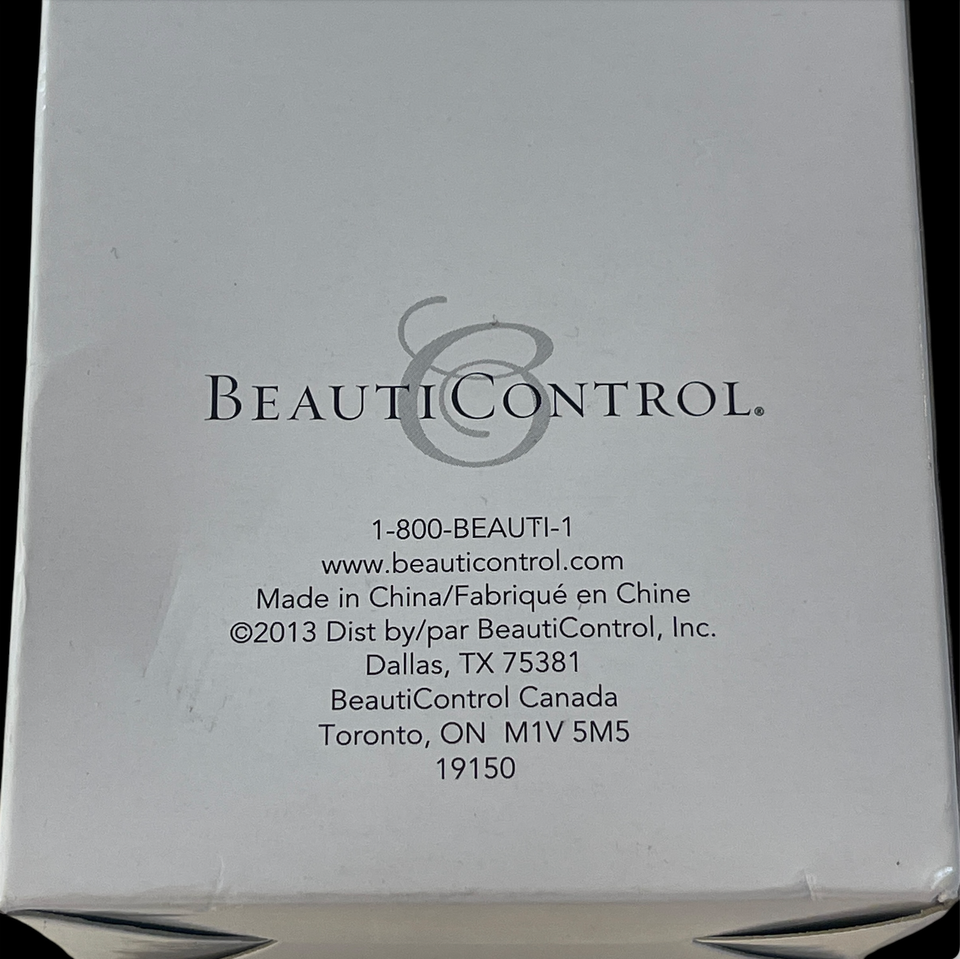 BEAUTICONTROL®
1-800-BEAUTI-1
www.beauticontrol.com
Made in China/Fabriqué en Chine
©2013 Dist by/par BeautiControl, Inc.
Dallas, TX 75381
BeautiControl Canada
Toronto, ON M1V 5M5
19150